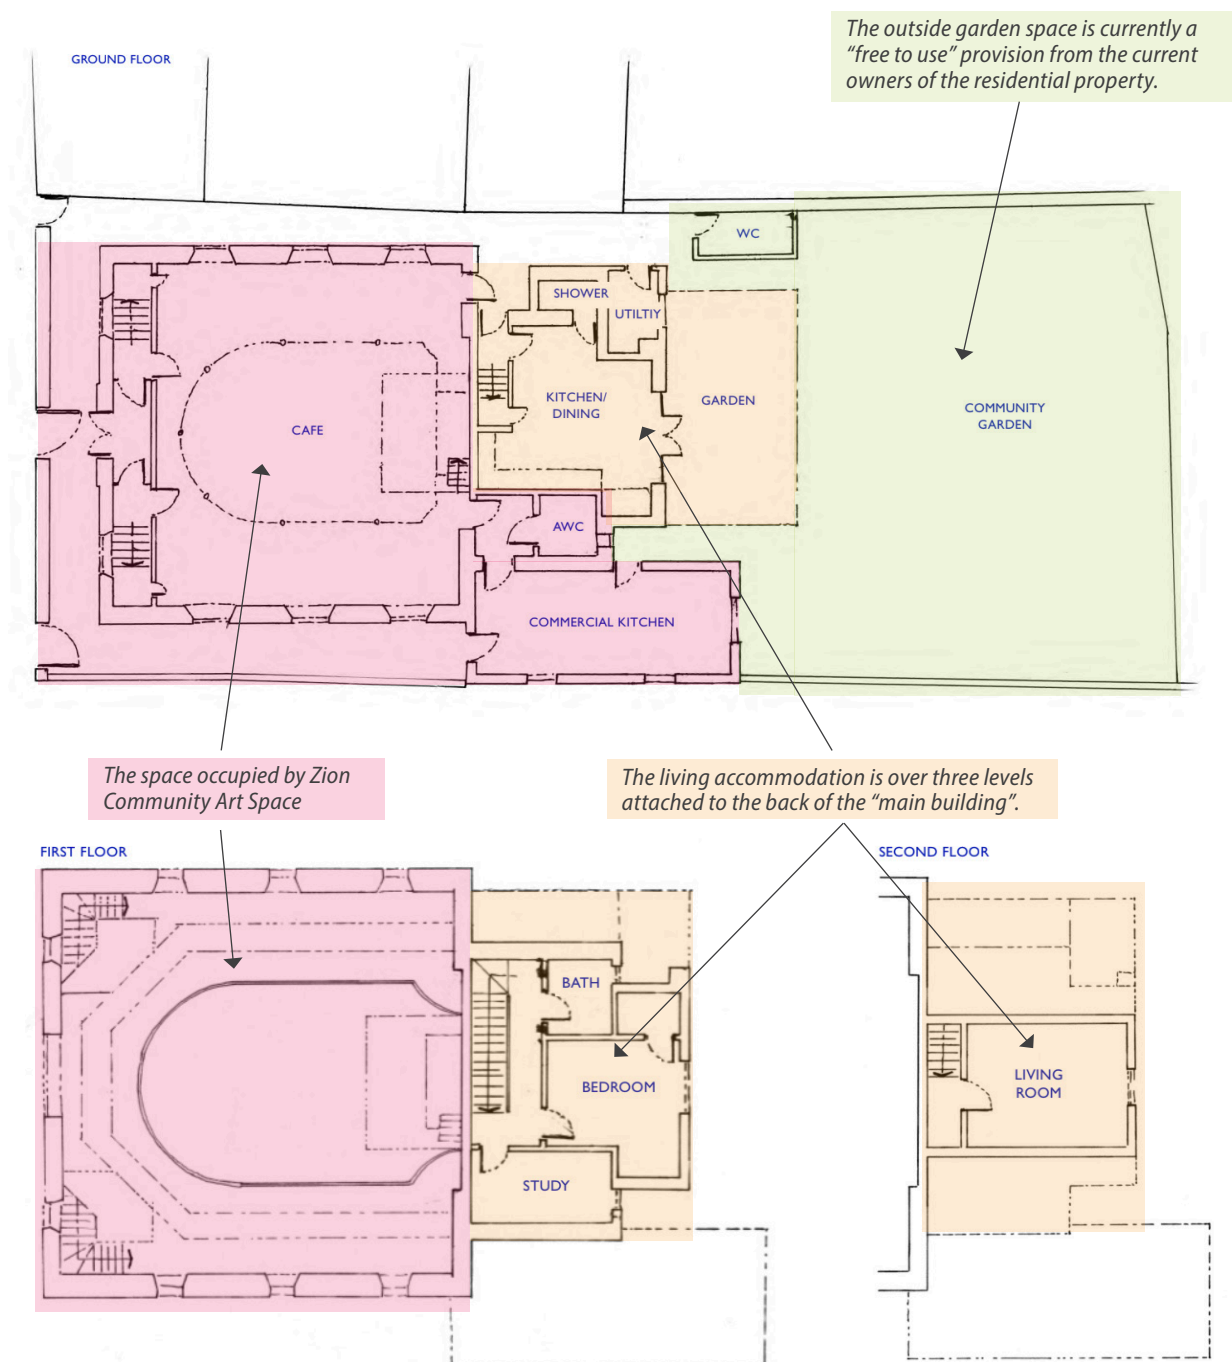 The outside garden space is currently a
“free to use” provision from the current
owners of the residential property.
GROUND FLOOR
WC
SHOWER
UTILTIY
KITCHEN/
DINING
GARDEN
COMMUNITY
GARDEN
CAFE
AWC
COMMERCIAL KITCHEN
The space occupied by Zion
Community Art Space
The living accommodation is over three levels
attached to the back of the “main building”.
FIRST FLOOR
SECOND FLOOR
BATH
BEDROOM
STUDY
LIVING
ROOM